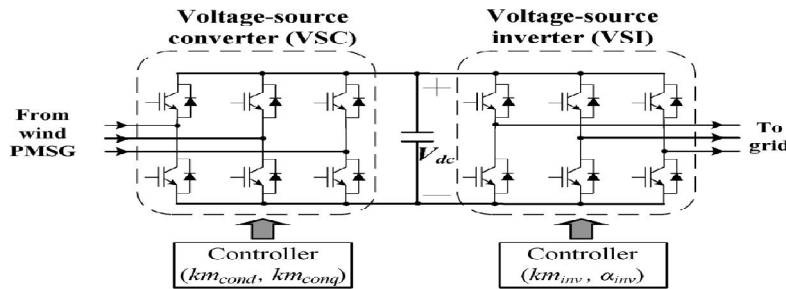 Voltage-source
converter (VSC)
Voltage-source
inverter (VSI)
From
wind
PMSG
+
V_dc
−
To
grid
Controller
(km_cond, km_conq)
Controller
(km_inv, α_inv)